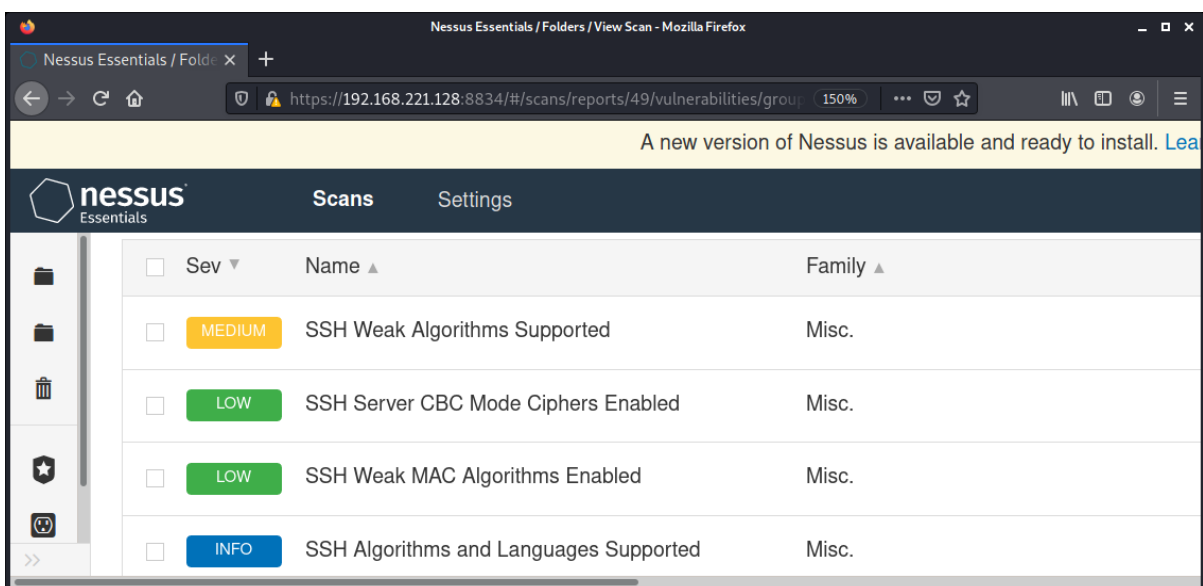 Nessus Essentials / Folders / View Scan - Mozilla Firefox
Nessus Essentials / Folde
https://192.168.221.128:8834/#/scans/reports/49/vulnerabilities/group 150%
A new version of Nessus is available and ready to install. Lear
nessus Scans Settings
Essentials
Sev Name Family
MEDIUM SSH Weak Algorithms Supported Misc.
LOW SSH Server CBC Mode Ciphers Enabled Misc.
LOW SSH Weak MAC Algorithms Enabled Misc.
INFO SSH Algorithms and Languages Supported Misc.